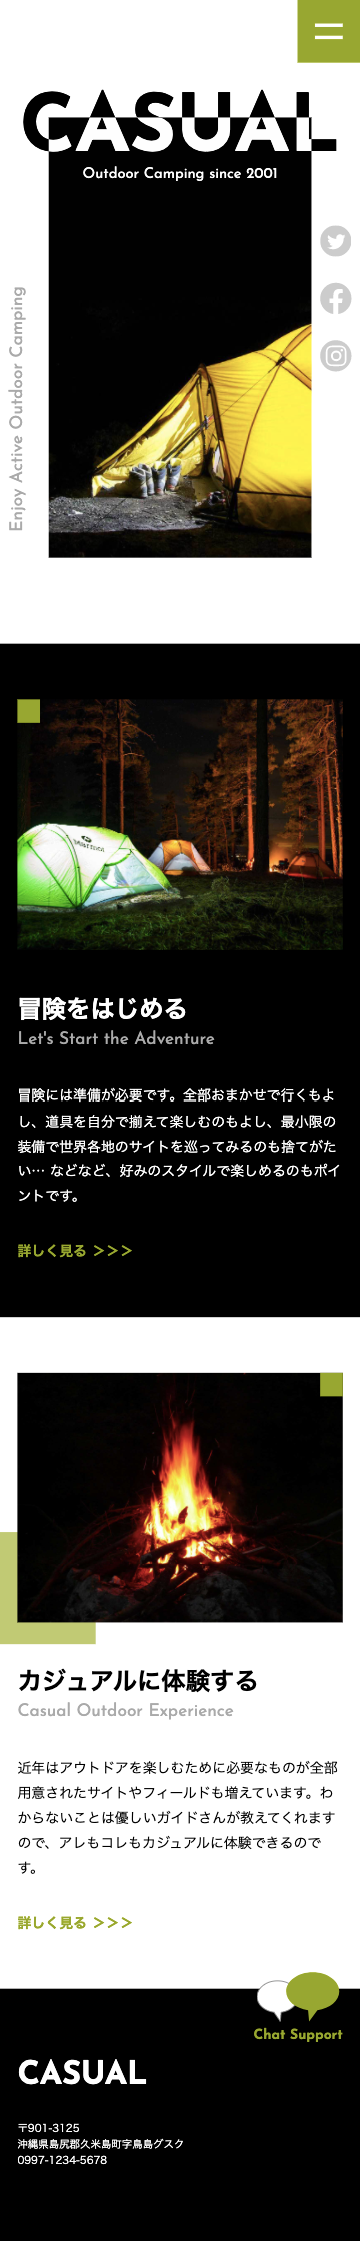 CASUAL
Outdoor Camping since 2001
Enjoy Active Outdoor Camping
冒険をはじめる
Let's Start the Adventure
冒険には準備が必要です。全部おまかせで行くもよ
し、道具を自分で揃えて楽しむのもよし、最小限の
装備で世界各地のサイトを巡ってみるのも捨てがた
い… などなど、好みのスタイルで楽しめるのもポイ
ントです。
詳しく見る >>>
カジュアルに体験する
Casual Outdoor Experience
近年はアウトドアを楽しむために必要なものが全部
用意されたサイトやフィールドも増えています。わ
からないことは優しいガイドさんが教えてくれます
ので、アレもコレもカジュアルに体験できるので
す。
詳しく見る >>>
Chat Support
CASUAL
〒901-3125
沖縄県島尻郡久米島町字鳥島グスク
0997-1234-5678